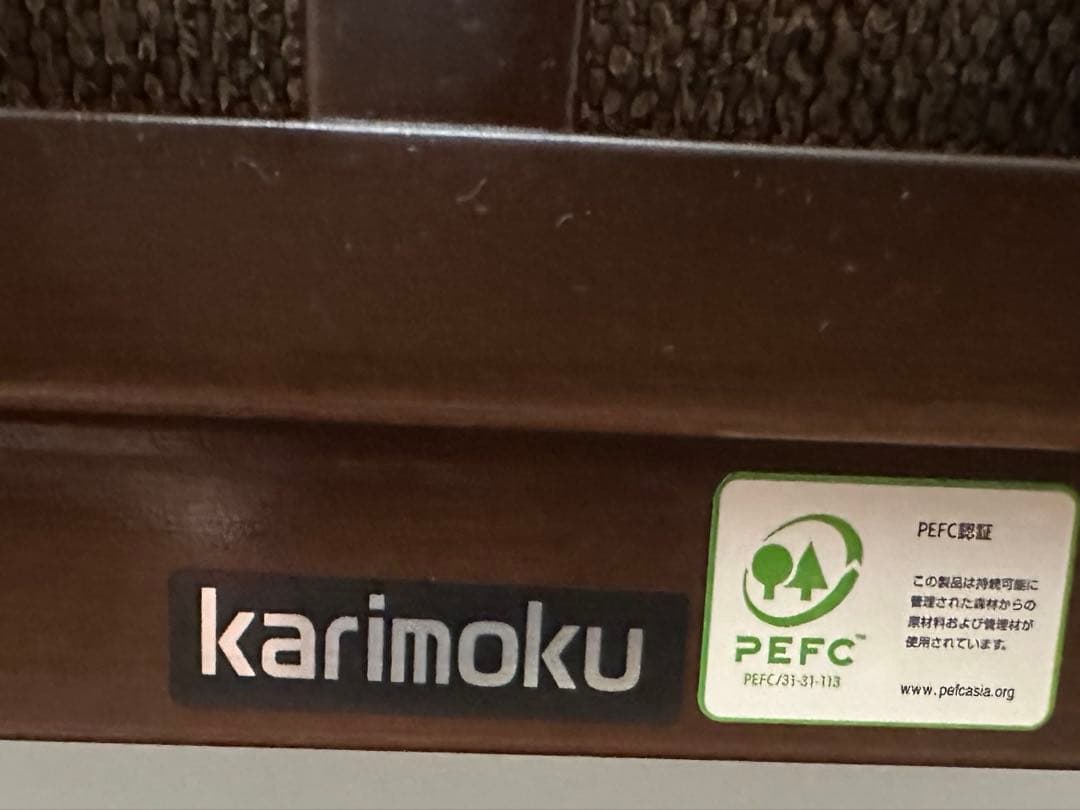 karimoku
PEFC™
PEFC/31-31-113
PEFC認証
この製品は持続可能に
管理された森林からの
原材料および管理材が
使用されています。
www.pefcasia.org